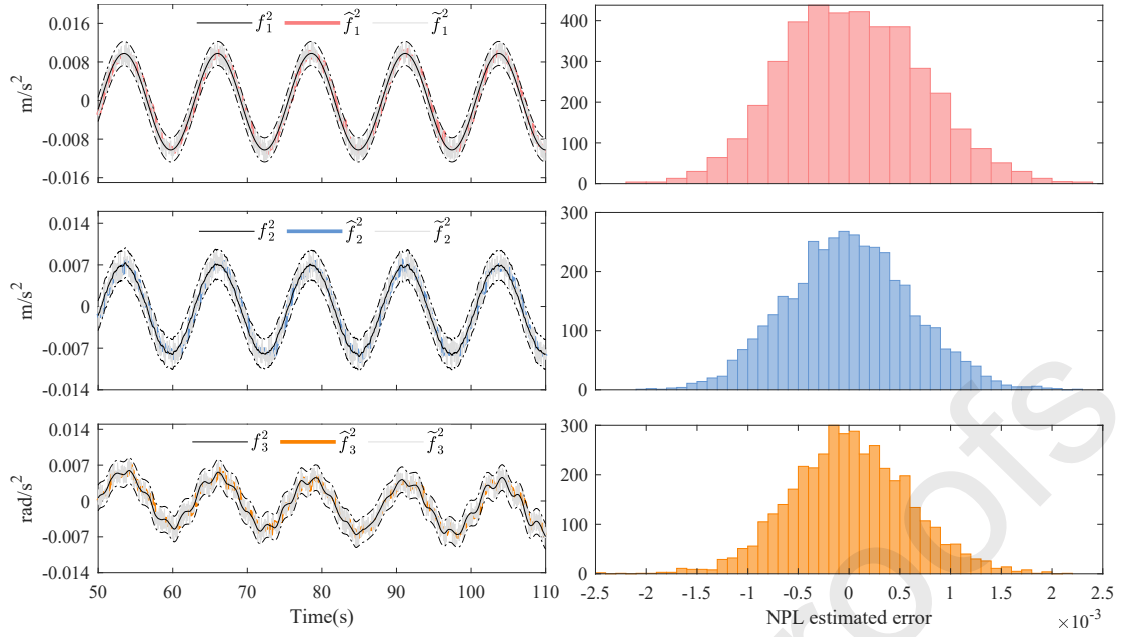 f₁² f̂₁² f̃₁²
m/s²
0.016
0.008
0
-0.008
-0.016
400
300
200
100
0
f₂² f̂₂² f̃₂²
m/s²
0.014
0.007
0
-0.007
-0.014
300
200
100
0
f₃² f̂₃² f̃₃²
rad/s²
0.014
0.007
0
-0.007
-0.014
50 60 70 80 90 100 110
Time(s)
300
200
100
0
-2.5 -2 -1.5 -1 -0.5 0 0.5 1 1.5 2 2.5
NPL estimated error
×10⁻³
roofs